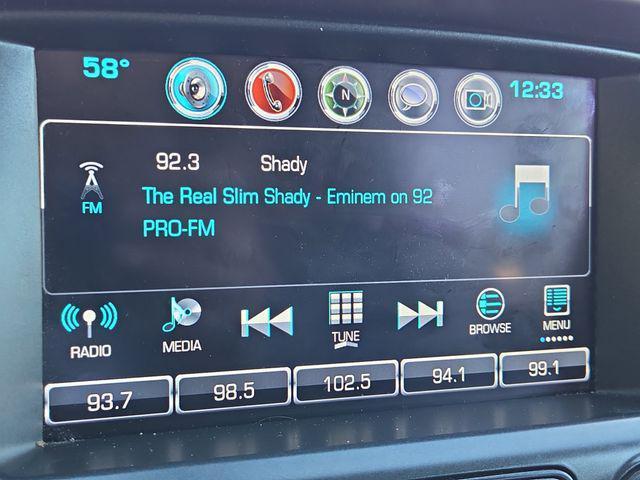 58° 12:33
N
92.3 Shady
FM
The Real Slim Shady - Eminem on 92
PRO-FM
RADIO MEDIA TUNE BROWSE MENU
93.7 98.5 102.5 94.1 99.1